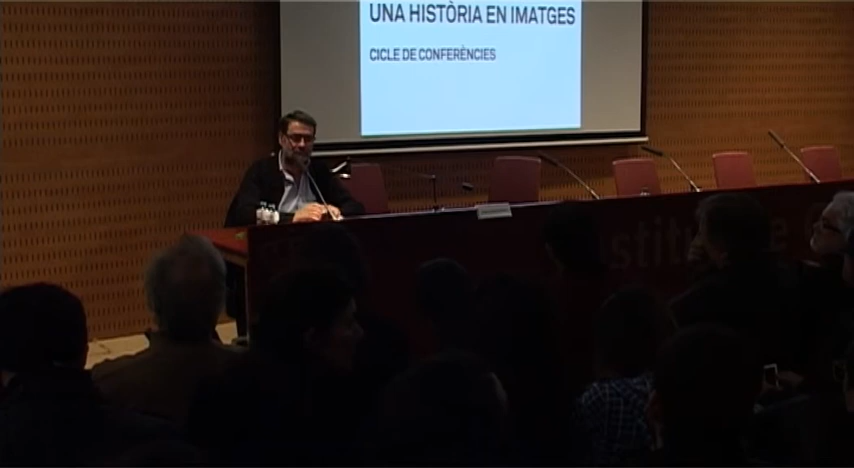 UNA HISTÒRIA EN IMATGES
CICLE DE CONFERÈNCIES